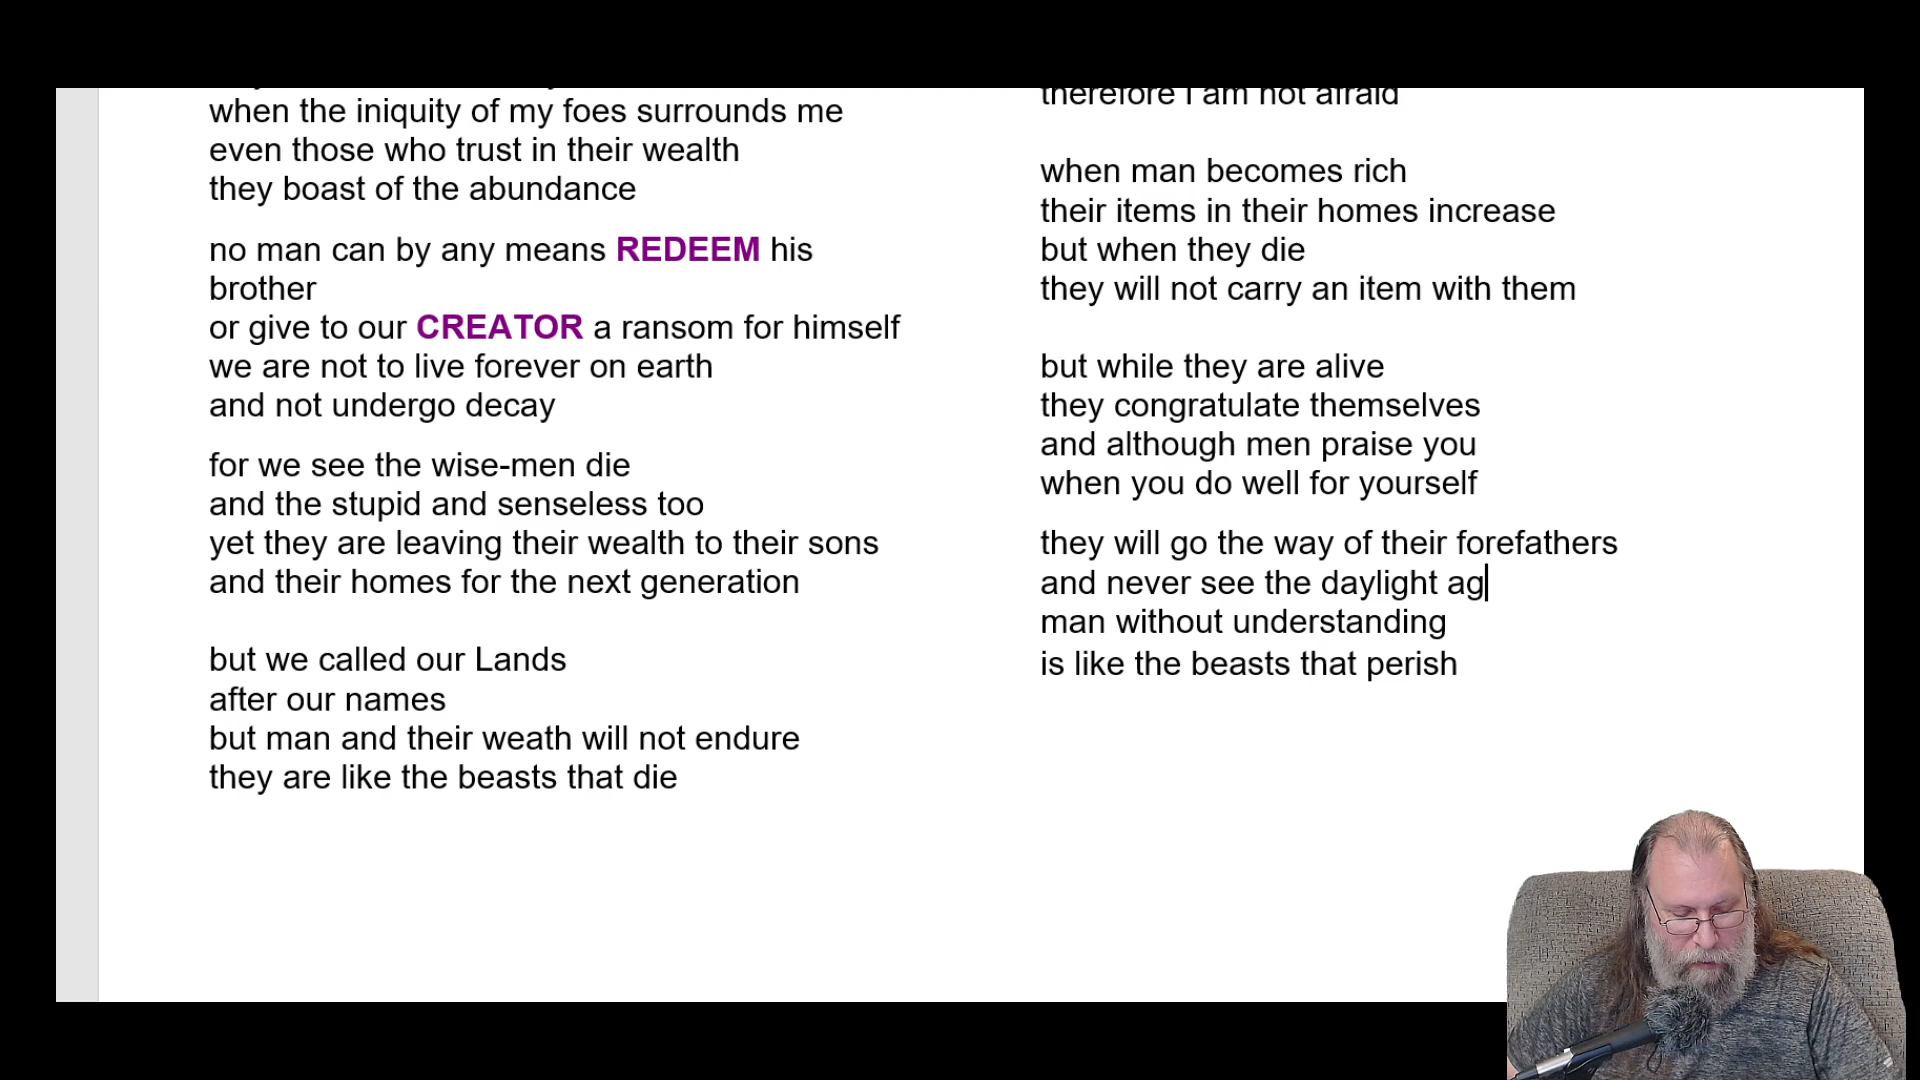 when the iniquity of my foes surrounds me
even those who trust in their wealth
they boast of the abundance
no man can by any means REDEEM his
brother
or give to our CREATOR a ransom for himself
we are not to live forever on earth
and not undergo decay
for we see the wise-men die
and the stupid and senseless too
yet they are leaving their wealth to their sons
and their homes for the next generation
but we called our Lands
after our names
but man and their weath will not endure
they are like the beasts that die
therefore I am not afraid
when man becomes rich
their items in their homes increase
but when they die
they will not carry an item with them
but while they are alive
they congratulate themselves
and although men praise you
when you do well for yourself
they will go the way of their forefathers
and never see the daylight ag
man without understanding
is like the beasts that perish